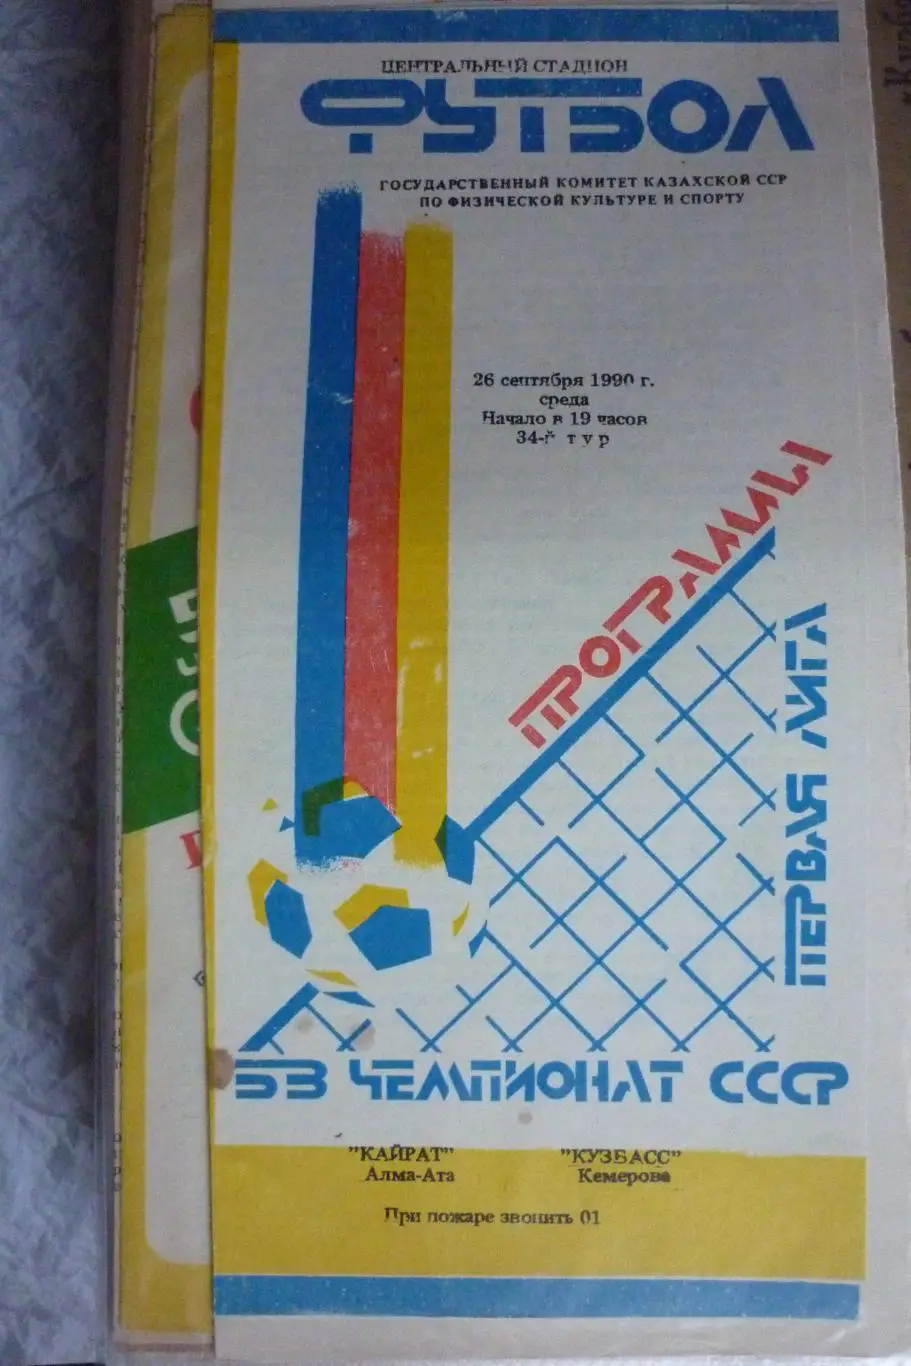 ЦЕНТРАЛЬНЫЙ СТАДИОН
ФУТБОЛ
ГОСУДАРСТВЕННЫЙ КОМИТЕТ КАЗАХСКОЙ ССР
ПО ФИЗИЧЕСКОЙ КУЛЬТУРЕ И СПОРТУ
26 сентября 1990 г.
среда
Начало в 19 часов
34-й тур
ПРОГРАММЫ
ПЕРВАЯ ЛИГА
53 ЧЕМПИОНАТ СССР
"КАЙРАТ" "КУЗБАСС"
Алма-Ата Кемерово
При пожаре звонить 01